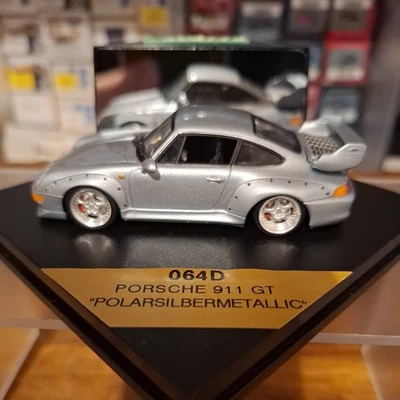 064D
PORSCHE 911 GT
"POLARSILBERMETALLIC"